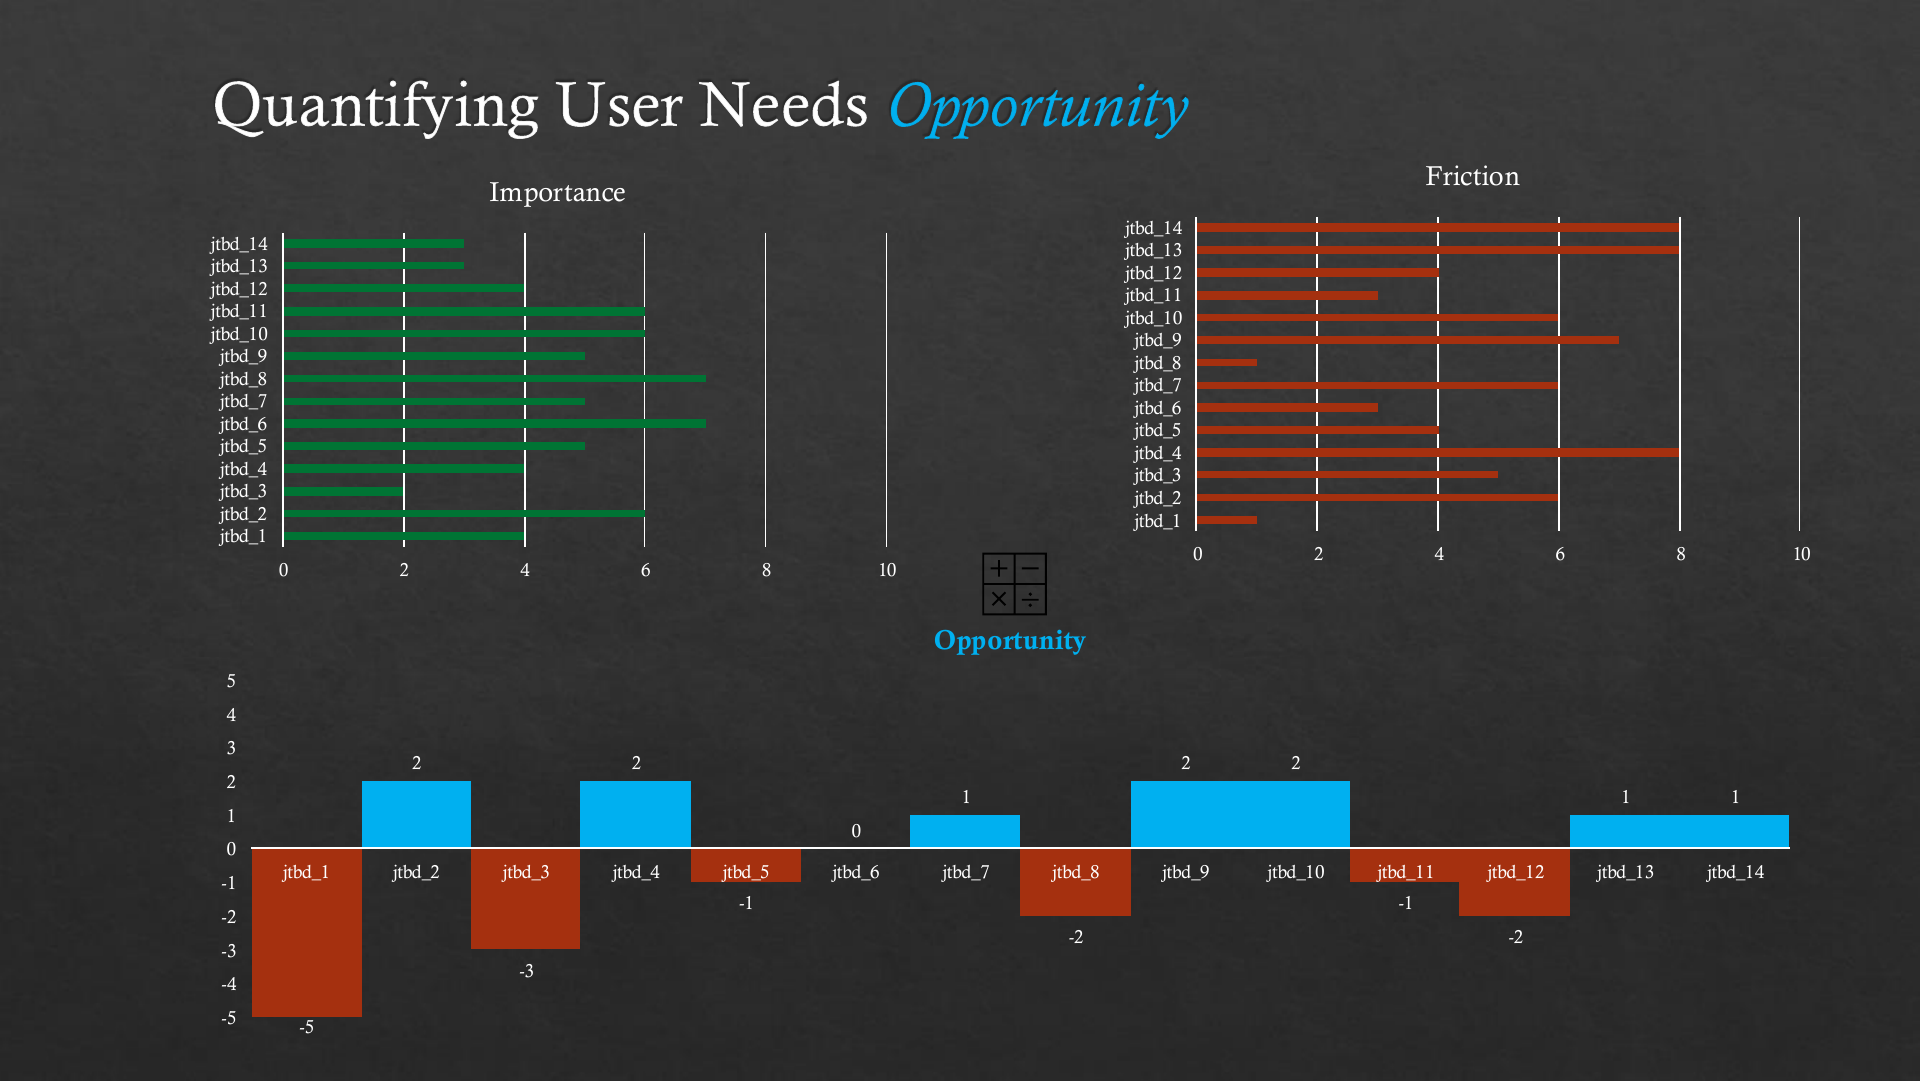 Quantifying User Needs Opportunity
Importance
jtbd_14
jtbd_13
jtbd_12
jtbd_11
jtbd_10
jtbd_9
jtbd_8
jtbd_7
jtbd_6
jtbd_5
jtbd_4
jtbd_3
jtbd_2
jtbd_1
0 2 4 6 8 10
Friction
jtbd_14
jtbd_13
jtbd_12
jtbd_11
jtbd_10
jtbd_9
jtbd_8
jtbd_7
jtbd_6
jtbd_5
jtbd_4
jtbd_3
jtbd_2
jtbd_1
0 2 4 6 8 10
+ −
× ÷
Opportunity
5
4
3
2
1
0
-1
-2
-3
-4
-5
2 2 2 2
1 1 1
0
jtbd_1 jtbd_2 jtbd_3 jtbd_4 jtbd_5 jtbd_6 jtbd_7 jtbd_8 jtbd_9 jtbd_10 jtbd_11 jtbd_12 jtbd_13 jtbd_14
-1 -1
-2 -2
-3
-5